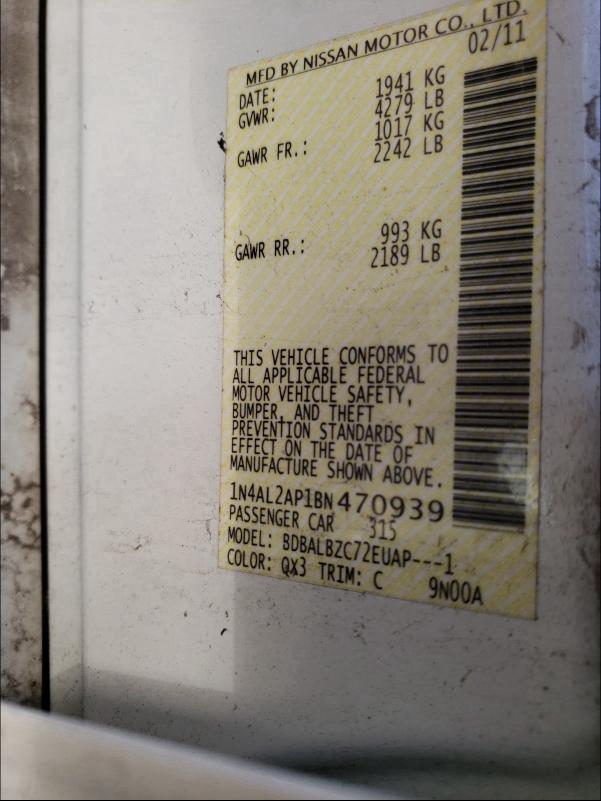 MFD BY NISSAN MOTOR CO., LTD.
DATE: 02/11
GVWR: 1941 KG
4279 LB
GAWR FR.: 1017 KG
2242 LB
GAWR RR.: 993 KG
2189 LB
THIS VEHICLE CONFORMS TO
ALL APPLICABLE FEDERAL
MOTOR VEHICLE SAFETY,
BUMPER, AND THEFT
PREVENTION STANDARDS IN
EFFECT ON THE DATE OF
MANUFACTURE SHOWN ABOVE.
1N4AL2AP1BN470939
PASSENGER CAR 315
MODEL: BDBALBZC72EUAP---1
COLOR: QX3 TRIM: C 9N00A